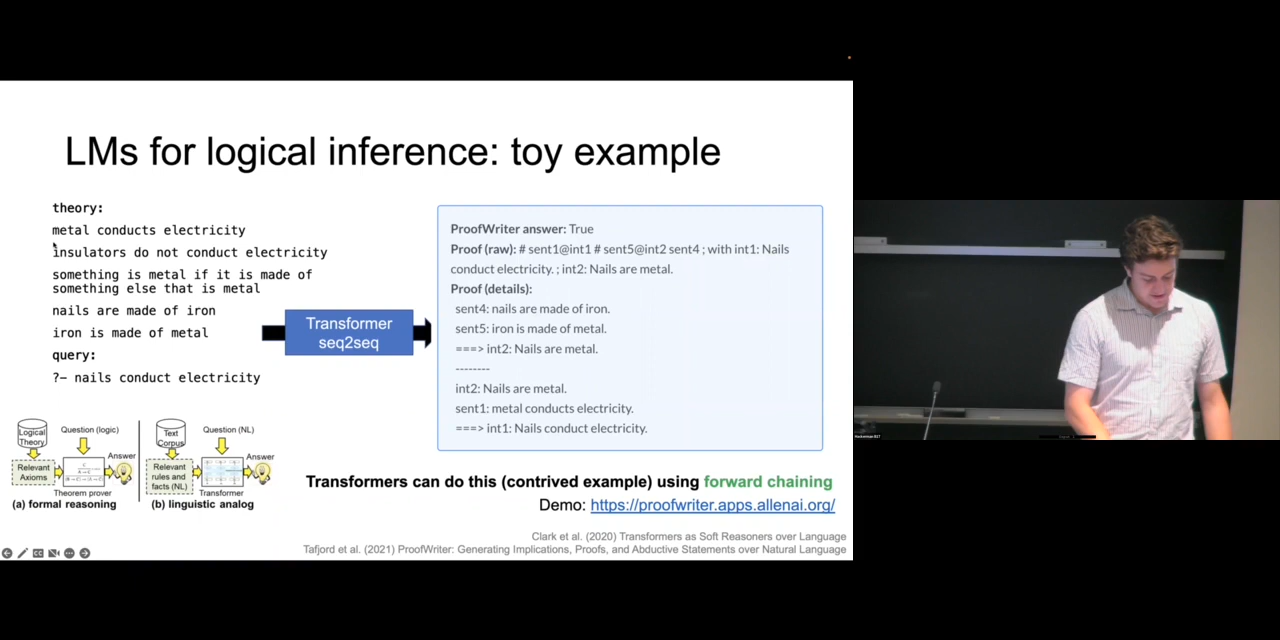 LMs for logical inference: toy example
theory:
metal conducts electricity
insulators do not conduct electricity
something is metal if it is made of
something else that is metal
nails are made of iron
iron is made of metal
query:
?- nails conduct electricity
Transformer
seq2seq
ProofWriter answer: True
Proof (raw): # sent1@int1 # sent5@int2 sent4 ; with int1: Nails
conduct electricity. ; int2: Nails are metal.
Proof (details):
sent4: nails are made of iron.
sent5: iron is made of metal.
===> int2: Nails are metal.
--------
int2: Nails are metal.
sent1: metal conducts electricity.
===> int1: Nails conduct electricity.
Logical
Theory
Question (logic)
Answer
Relevant
Axioms
Theorem prover
(a) formal reasoning
Text
Corpus
Question (NL)
Answer
Relevant
rules and
facts (NL)
Transformer
(b) linguistic analog
Transformers can do this (contrived example) using forward chaining
Demo: https://proofwriter.apps.allenai.org/
Clark et al. (2020) Transformers as Soft Reasoners over Language
Tafjord et al. (2021) ProofWriter: Generating Implications, Proofs, and Abductive Statements over Natural Language